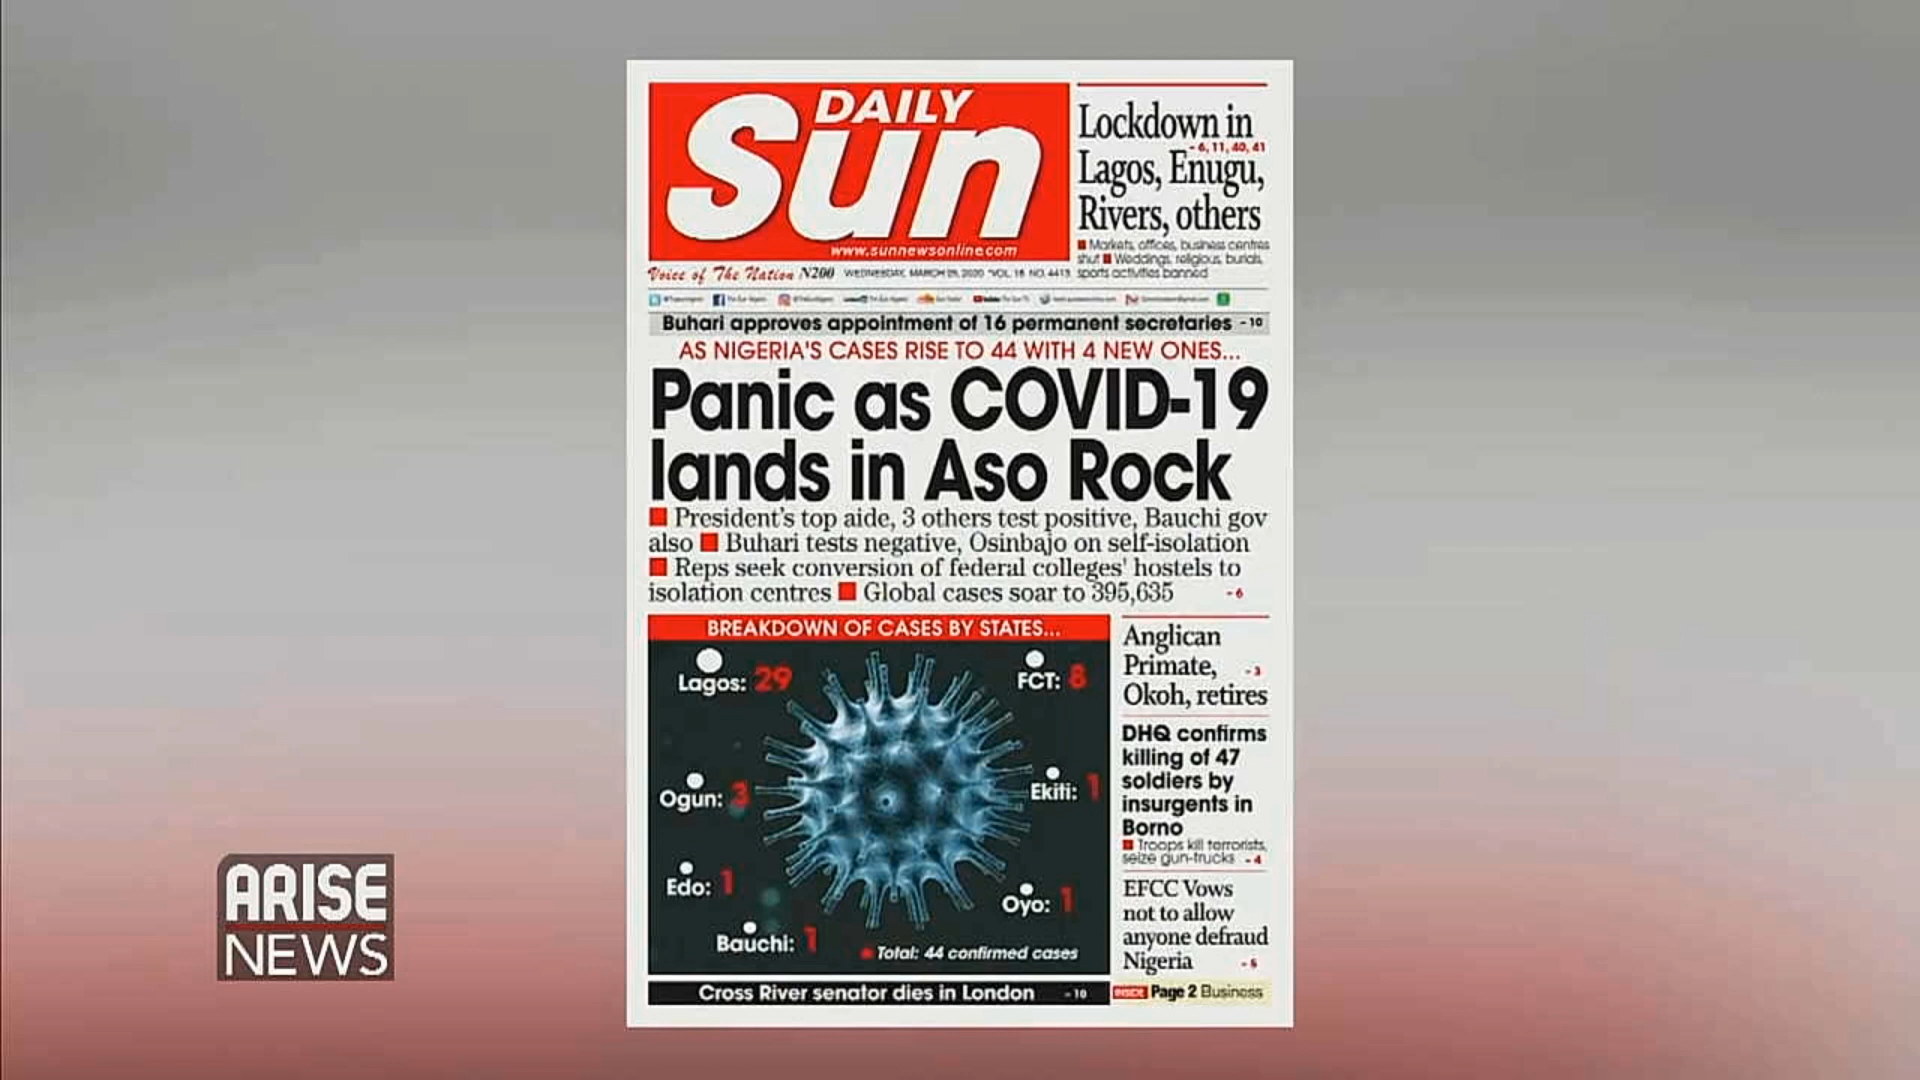 DAILY
Sun
www.sunnewsonline.com
Voice of The Nation N200 WEDNESDAY, MARCH 25, 2020 VOL. 16 NO. 4413
Lockdown in
- 6, 11, 40, 41
Lagos, Enugu,
Rivers, others
Markets, offices, business centres
shut Weddings, religious, burials,
sports activities banned
Buhari approves appointment of 16 permanent secretaries - 10
AS NIGERIA'S CASES RISE TO 44 WITH 4 NEW ONES...
Panic as COVID-19
lands in Aso Rock
President's top aide, 3 others test positive, Bauchi gov
also Buhari tests negative, Osinbajo on self-isolation
Reps seek conversion of federal colleges' hostels to
isolation centres Global cases soar to 395,635 - 6
BREAKDOWN OF CASES BY STATES...
Lagos: 29
FCT: 8
Ogun: 3
Ekiti: 1
Edo: 1
Oyo: 1
Bauchi: 1
Total: 44 confirmed cases
Cross River senator dies in London - 10
Anglican
Primate, - 3
Okoh, retires
DHQ confirms
killing of 47
soldiers by
insurgents in
Borno
Troops kill terrorists,
seize gun-trucks - 4
EFCC Vows
not to allow
anyone defraud
Nigeria - 5
INSIDE Page 2 Business
ARISE
NEWS